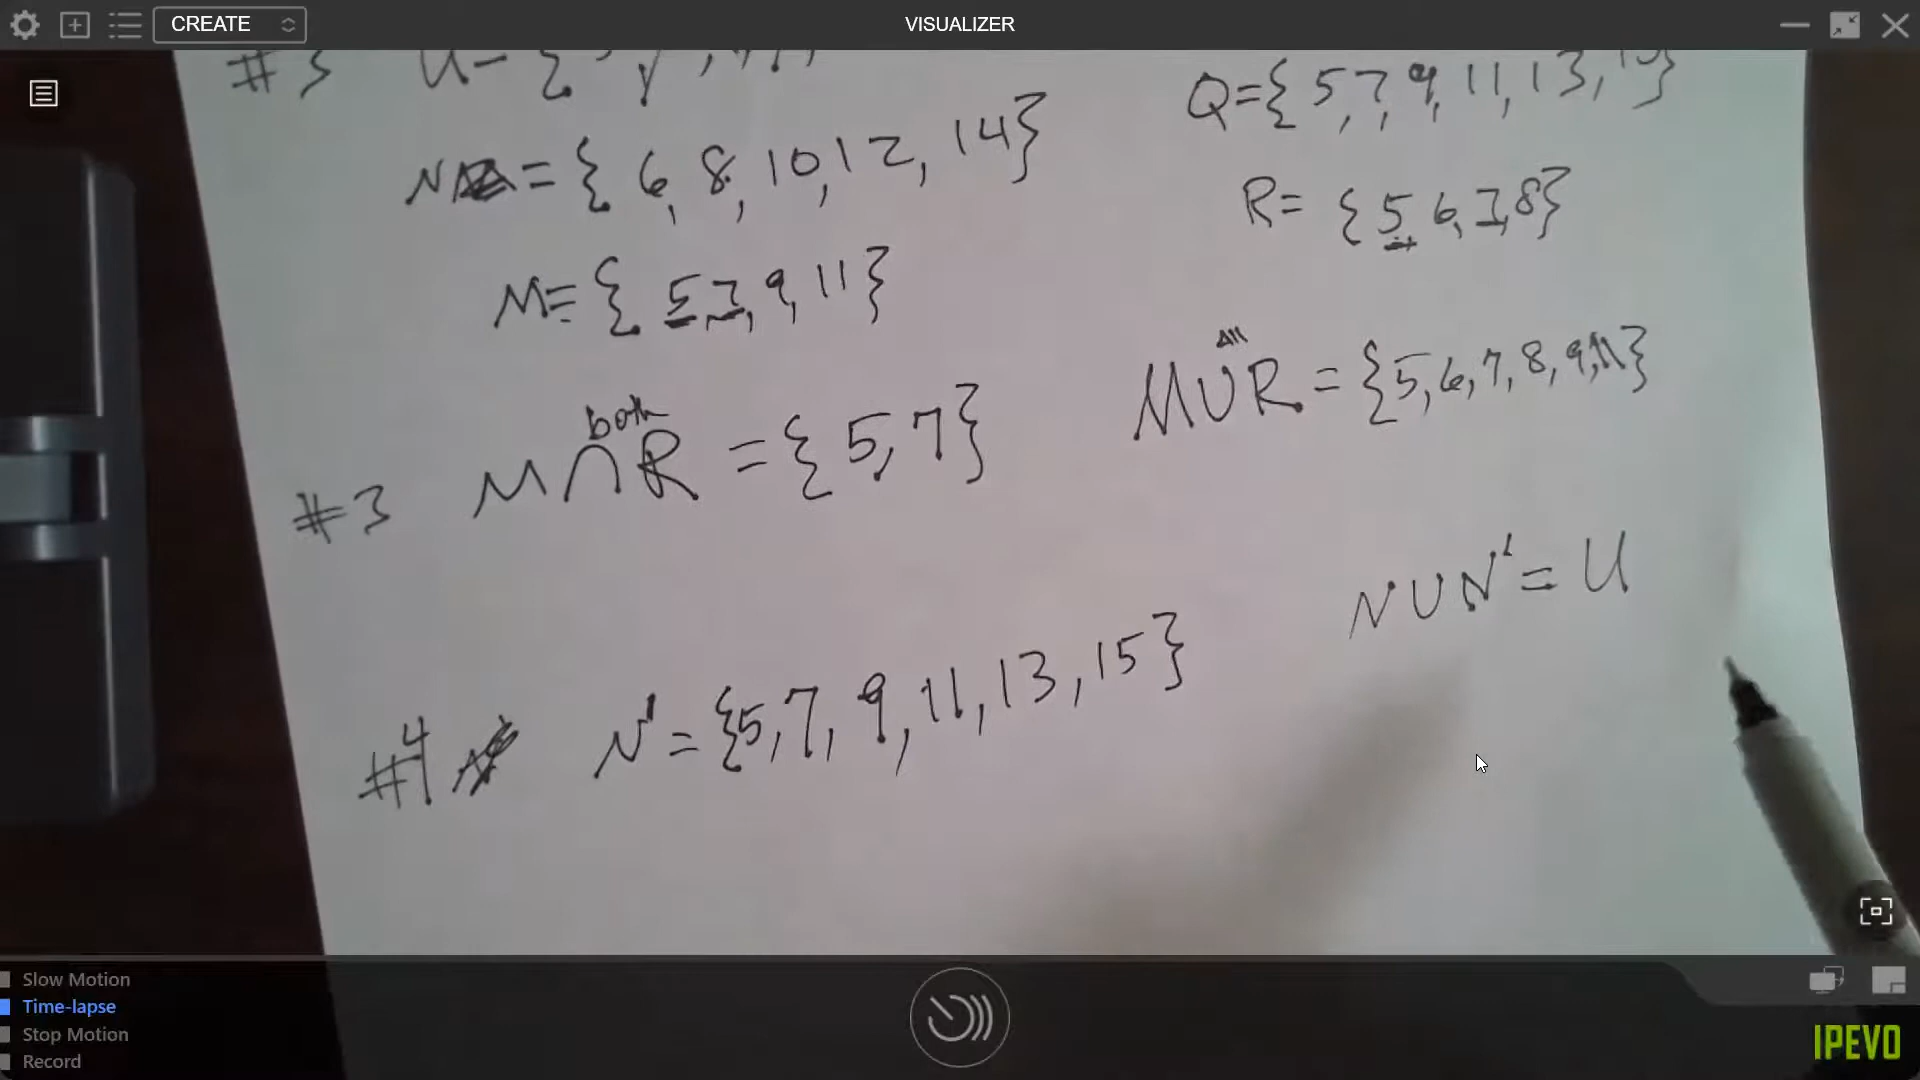 CREATE
VISUALIZER
Q={5,7,9,11,13,
N = {6,8,10,12,14}
R= {5,6,7,8}
M= {5,7,9,11}
All
MUR = {5,6,7,8,9,11}
both
#3 M∩R = {5,7}
NUN' = U
#4 N' = {5,7,9,11,13,15}
Slow Motion
Time-lapse
Stop Motion
Record
IPEVO